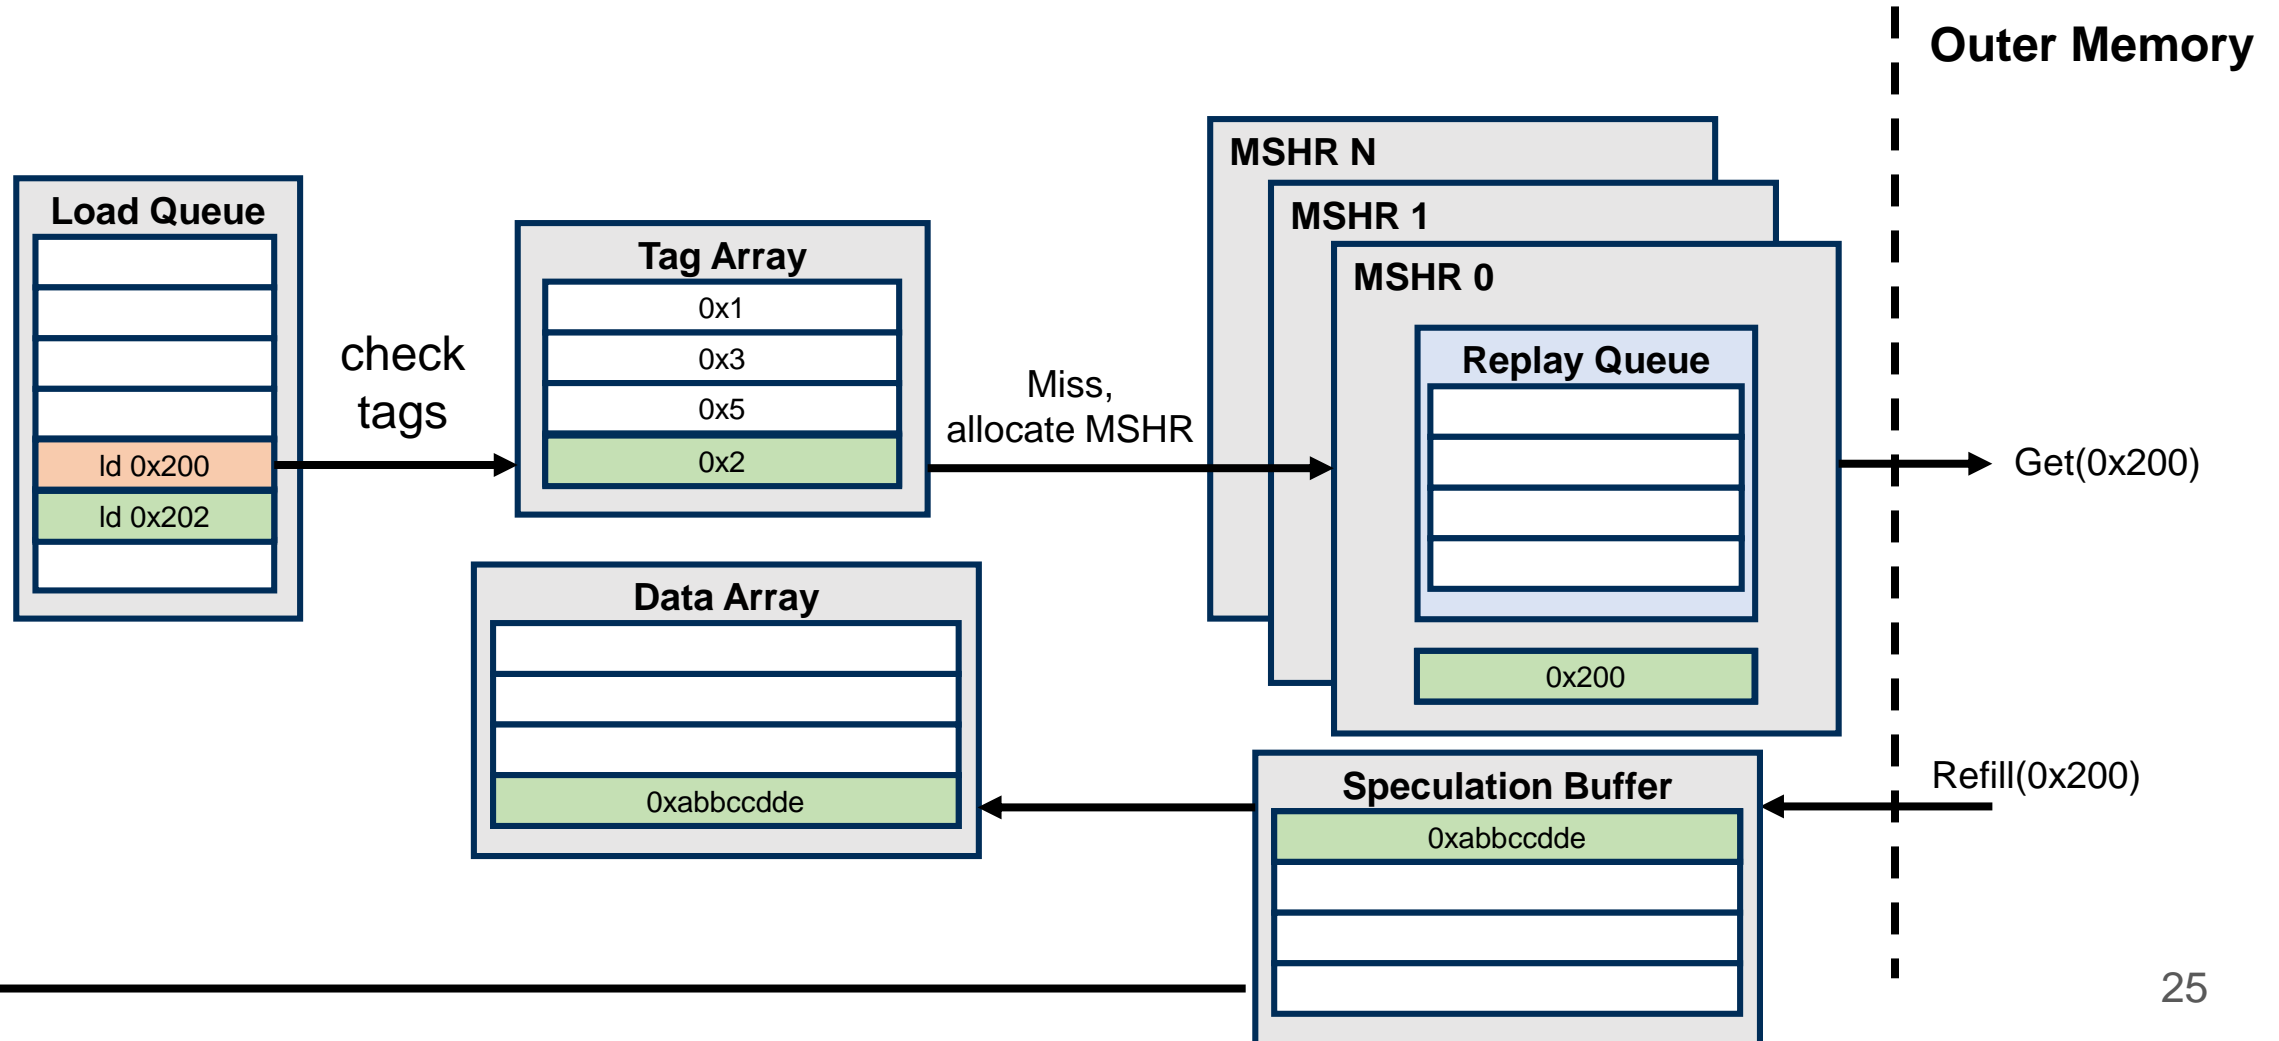 Outer Memory
MSHR N
MSHR 1
MSHR 0
Load Queue
ld 0x200
ld 0x202
check
tags
Tag Array
0x1
0x3
0x5
0x2
Miss,
allocate MSHR
Replay Queue
0x200
Get(0x200)
Data Array
0xabbccdde
Speculation Buffer
0xabbccdde
Refill(0x200)
25